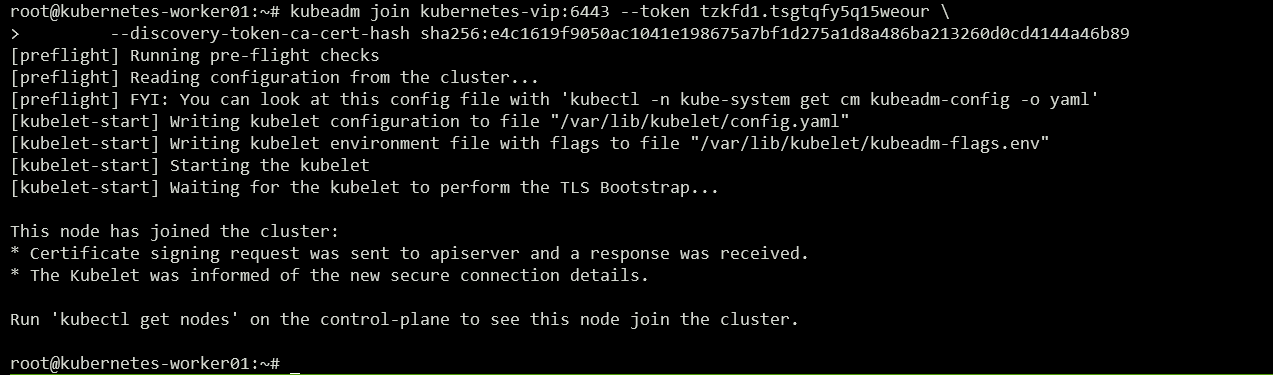 root@kubernetes-worker01:~# kubeadm join kubernetes-vip:6443 --token tzkfd1.tsgtqfy5q15weour \
>         --discovery-token-ca-cert-hash sha256:e4c1619f9050ac1041e198675a7bf1d275a1d8a486ba213260d0cd4144a46b89
[preflight] Running pre-flight checks
[preflight] Reading configuration from the cluster...
[preflight] FYI: You can look at this config file with 'kubectl -n kube-system get cm kubeadm-config -o yaml'
[kubelet-start] Writing kubelet configuration to file "/var/lib/kubelet/config.yaml"
[kubelet-start] Writing kubelet environment file with flags to file "/var/lib/kubelet/kubeadm-flags.env"
[kubelet-start] Starting the kubelet
[kubelet-start] Waiting for the kubelet to perform the TLS Bootstrap...

This node has joined the cluster:
* Certificate signing request was sent to apiserver and a response was received.
* The Kubelet was informed of the new secure connection details.

Run 'kubectl get nodes' on the control-plane to see this node join the cluster.

root@kubernetes-worker01:~# _